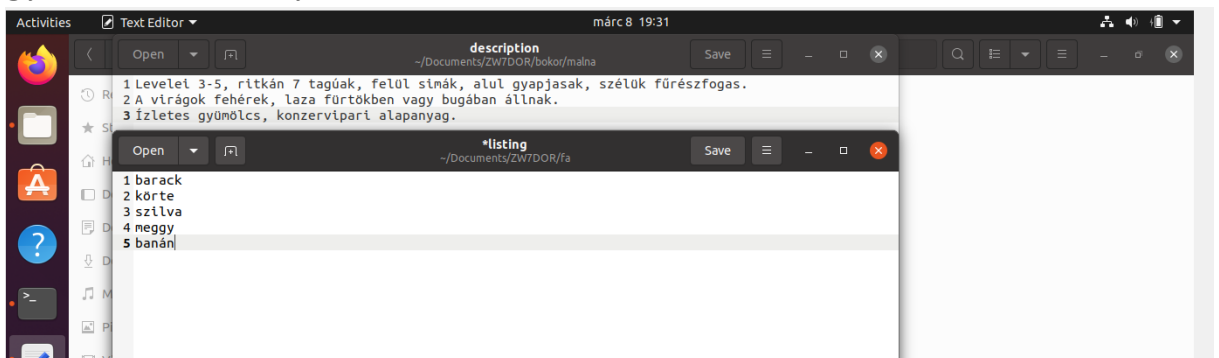 Activities Text Editor márc 8 19:31
Open description Save
~/Documents/ZW7DOR/bokor/malna
1 Levelei 3-5, ritkán 7 tagúak, felül simák, alul gyapjasak, szélük fűrészfogas.
2 A virágok fehérek, laza fürtökben vagy bugában állnak.
3 Ízletes gyümölcs, konzervipari alapanyag.
Open *listing Save
~/Documents/ZW7DOR/fa
1 barack
2 körte
3 szilva
4 meggy
5 banán